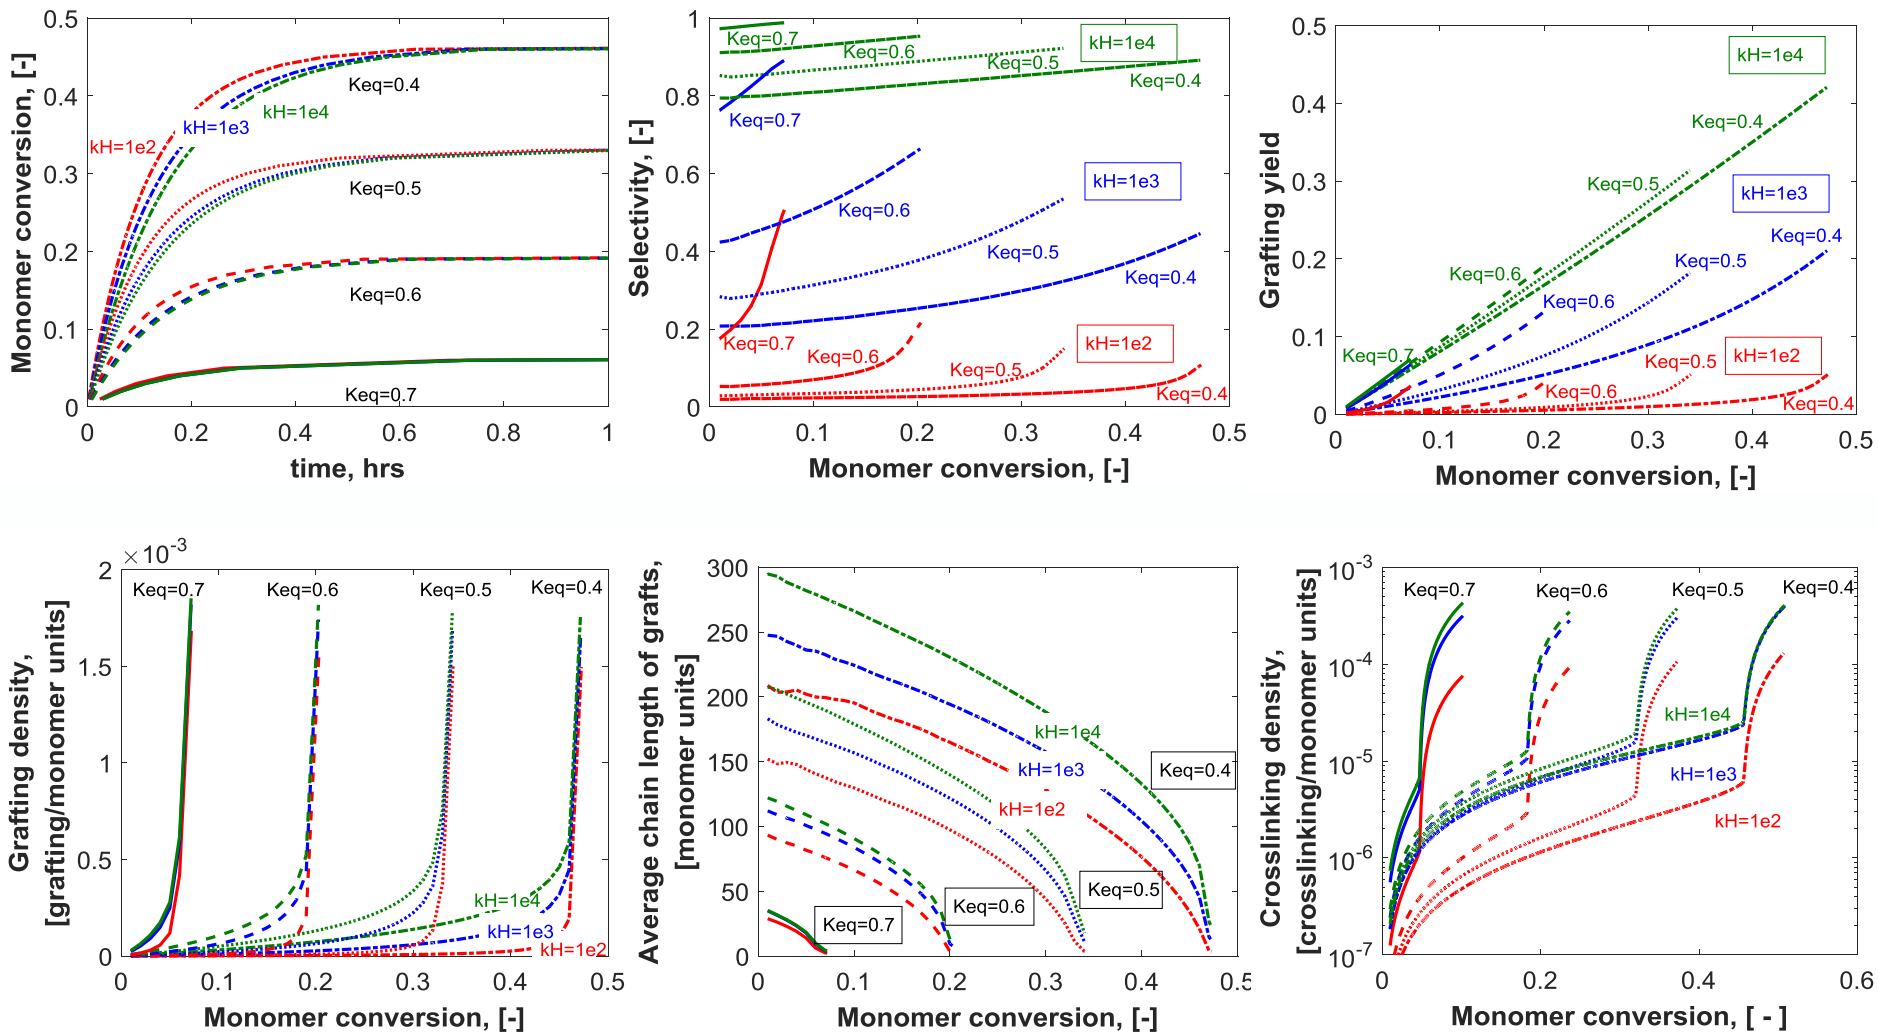 Monomer conversion, [-]
0.5
0.4
0.3
0.2
0.1
0
Keq=0.4
kH=1e4
kH=1e3
kH=1e2
Keq=0.5
Keq=0.6
Keq=0.7
0
0.2
0.4
0.6
0.8
1
time, hrs
Selectivity, [-]
1
0.8
0.6
0.4
0.2
0
Keq=0.7
Keq=0.6
kH=1e4
Keq=0.5
Keq=0.4
Keq=0.7
kH=1e3
Keq=0.6
Keq=0.5
Keq=0.4
kH=1e2
Keq=0.7
Keq=0.6
Keq=0.5
Keq=0.4
0
0.1
0.2
0.3
0.4
0.5
Monomer conversion, [-]
Grafting yield
0.5
0.4
0.3
0.2
0.1
0
kH=1e4
Keq=0.4
Keq=0.5
kH=1e3
Keq=0.4
Keq=0.5
Keq=0.6
Keq=0.6
Keq=0.7
kH=1e2
Keq=0.5
Keq=0.6
Keq=0.4
0
0.1
0.2
0.3
0.4
0.5
Monomer conversion, [-]
Grafting density,
[grafting/monomer units]
×10-3
2
1.5
1
0.5
0
Keq=0.7
Keq=0.6
Keq=0.5
Keq=0.4
kH=1e4
kH=1e3
kH=1e2
0
0.1
0.2
0.3
0.4
0.5
Monomer conversion, [-]
Average chain length of grafts,
[monomer units]
300
250
200
150
100
50
0
kH=1e4
kH=1e3
kH=1e2
Keq=0.4
Keq=0.5
Keq=0.6
Keq=0.7
0
0.1
0.2
0.3
0.4
0.5
Monomer conversion, [-]
Crosslinking density,
[crosslinking/monomer units]
10-3
10-4
10-5
10-6
10-7
Keq=0.7
Keq=0.6
Keq=0.5
Keq=0.4
kH=1e4
kH=1e3
kH=1e2
0
0.2
0.4
0.6
Monomer conversion, [ - ]